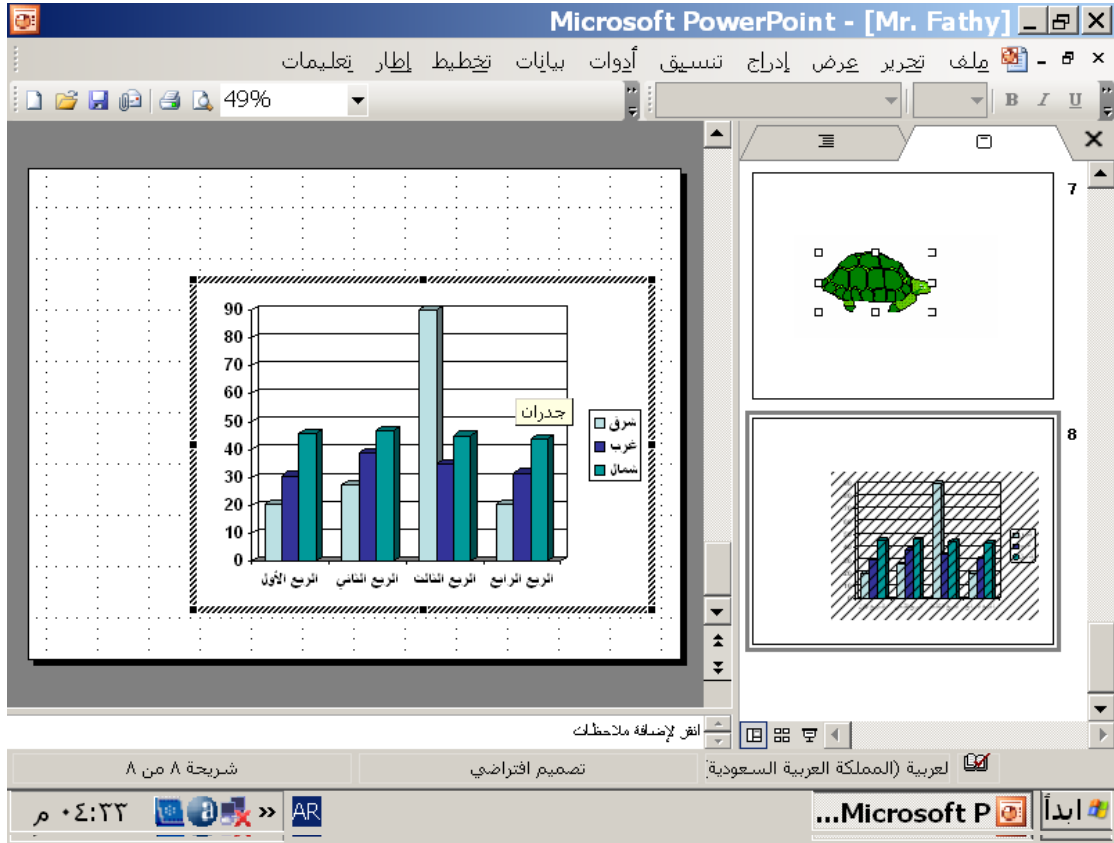 Microsoft PowerPoint - [Mr. Fathy]
ملف تحرير عرض إدراج تنسيق أدوات بيانات تخطيط إطار تعليمات
49%
B I U
7
8
90
80
70
60
50
40
30
20
10
0
جدران
شرق
غرب
شمال
الربع الأول الربع الثاني الربع الثالث الربع الرابع
انقر لإضافة ملاحظات
لعربية (المملكة العربية السعودية)
تصميم افتراضي
شريحة ٨ من ٨
ابدأ
Microsoft P...
AR
٠٤:٣٣ م